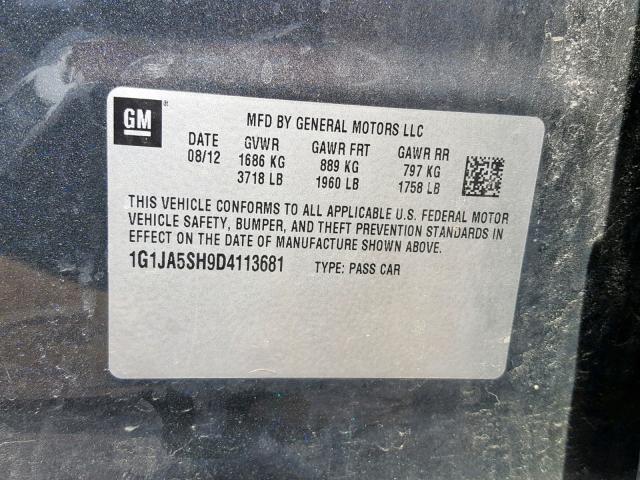 GM ®
MFD BY GENERAL MOTORS LLC
DATE GVWR GAWR FRT GAWR RR
08/12 1686 KG 889 KG 797 KG
3718 LB 1960 LB 1758 LB
THIS VEHICLE CONFORMS TO ALL APPLICABLE U.S. FEDERAL MOTOR
VEHICLE SAFETY, BUMPER, AND THEFT PREVENTION STANDARDS IN
EFFECT ON THE DATE OF MANUFACTURE SHOWN ABOVE.
1G1JA5SH9D4113681 TYPE: PASS CAR